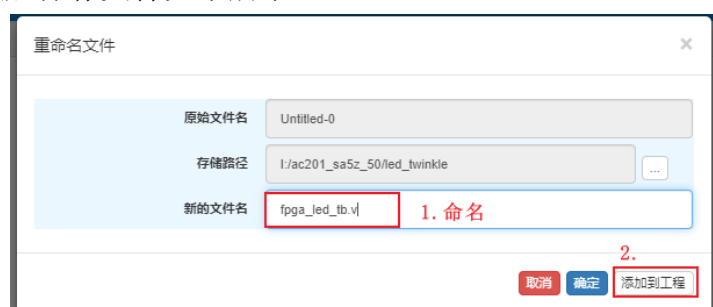 重命名文件 ×
原始文件名 Untitled-0
存储路径 I:/ac201_sa5z_50/led_twinkle ...
新的文件名 fpga_led_tb.v 1. 命名
2.
取消 确定 添加到工程